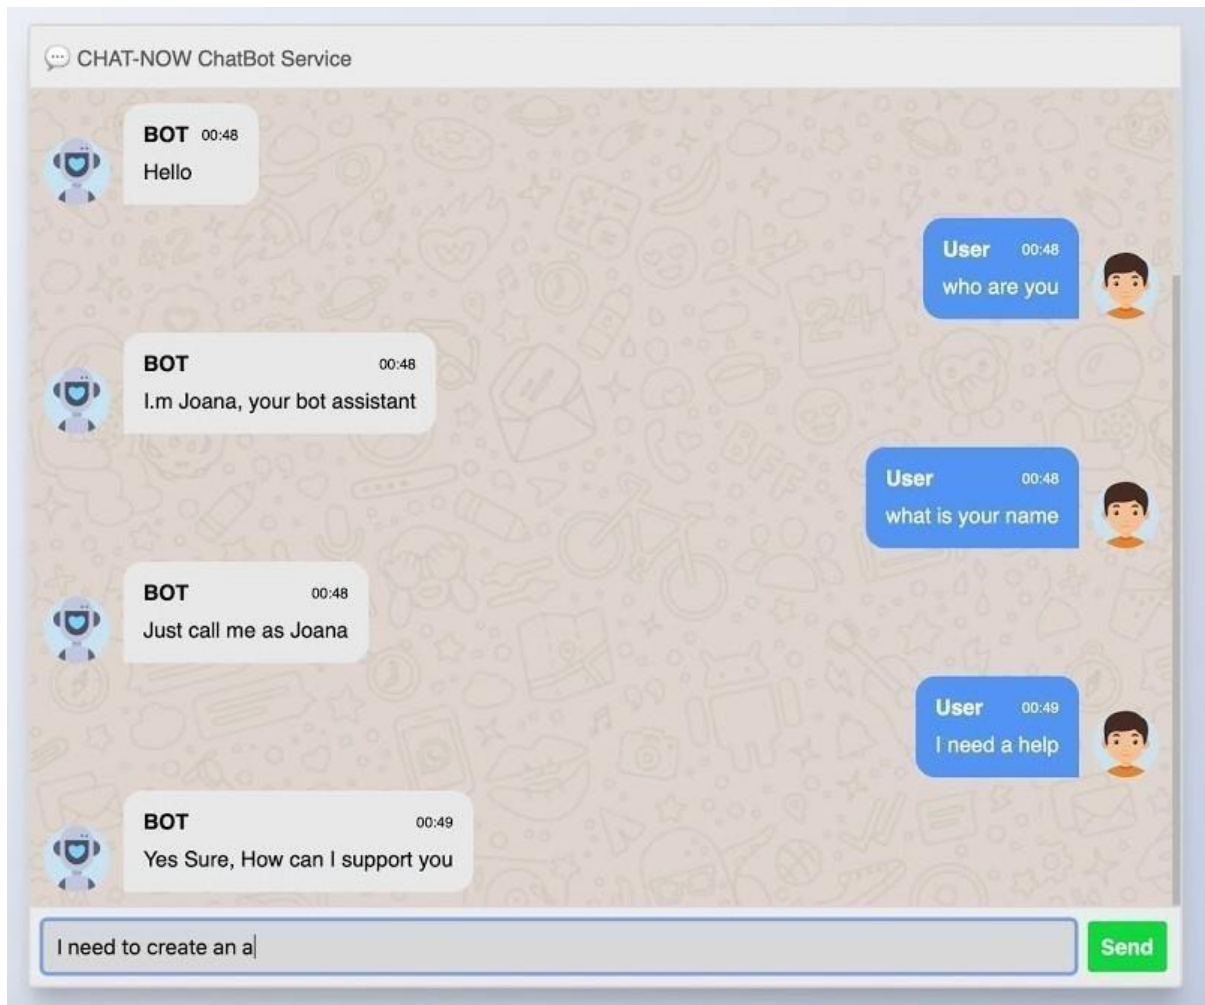 CHAT-NOW ChatBot Service
BOT 00:48
Hello
User 00:48
who are you
BOT 00:48
I.m Joana, your bot assistant
User 00:48
what is your name
BOT 00:48
Just call me as Joana
User 00:49
I need a help
BOT 00:49
Yes Sure, How can I support you
I need to create an a
Send